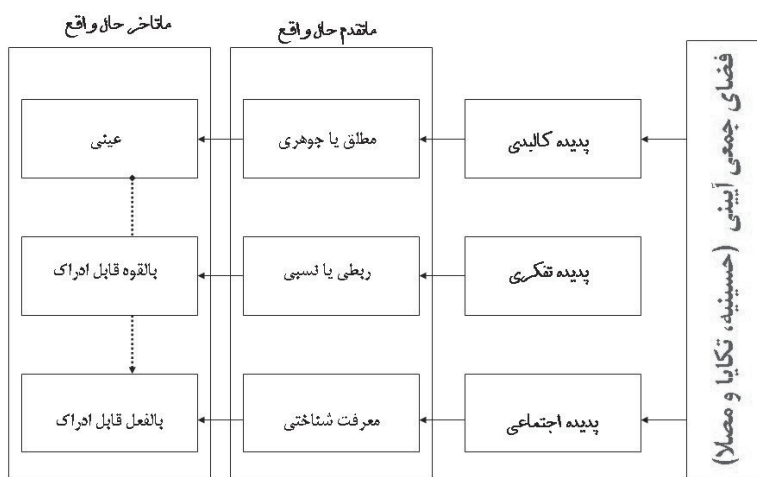 ماتقدم حال واقع
ماتاخر حال واقع
فضای جمعی آیینی (حسینیه، تکایا و مصلا)
پدیده کالبدی
مطلق یا جوهری
عینی
پدیده تفکری
ربطی یا نسبی
بالقوه قابل ادراک
پدیده اجتماعی
معرفت شناختی
بالفعل قابل ادراک